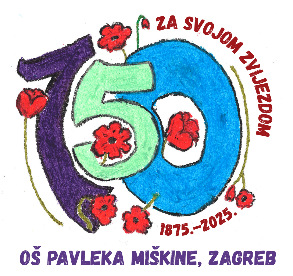 ZA SVOJOM ZVIJEZDOM
150
1875.-2025.
OŠ PAVLEKA MIŠKINE, ZAGREB